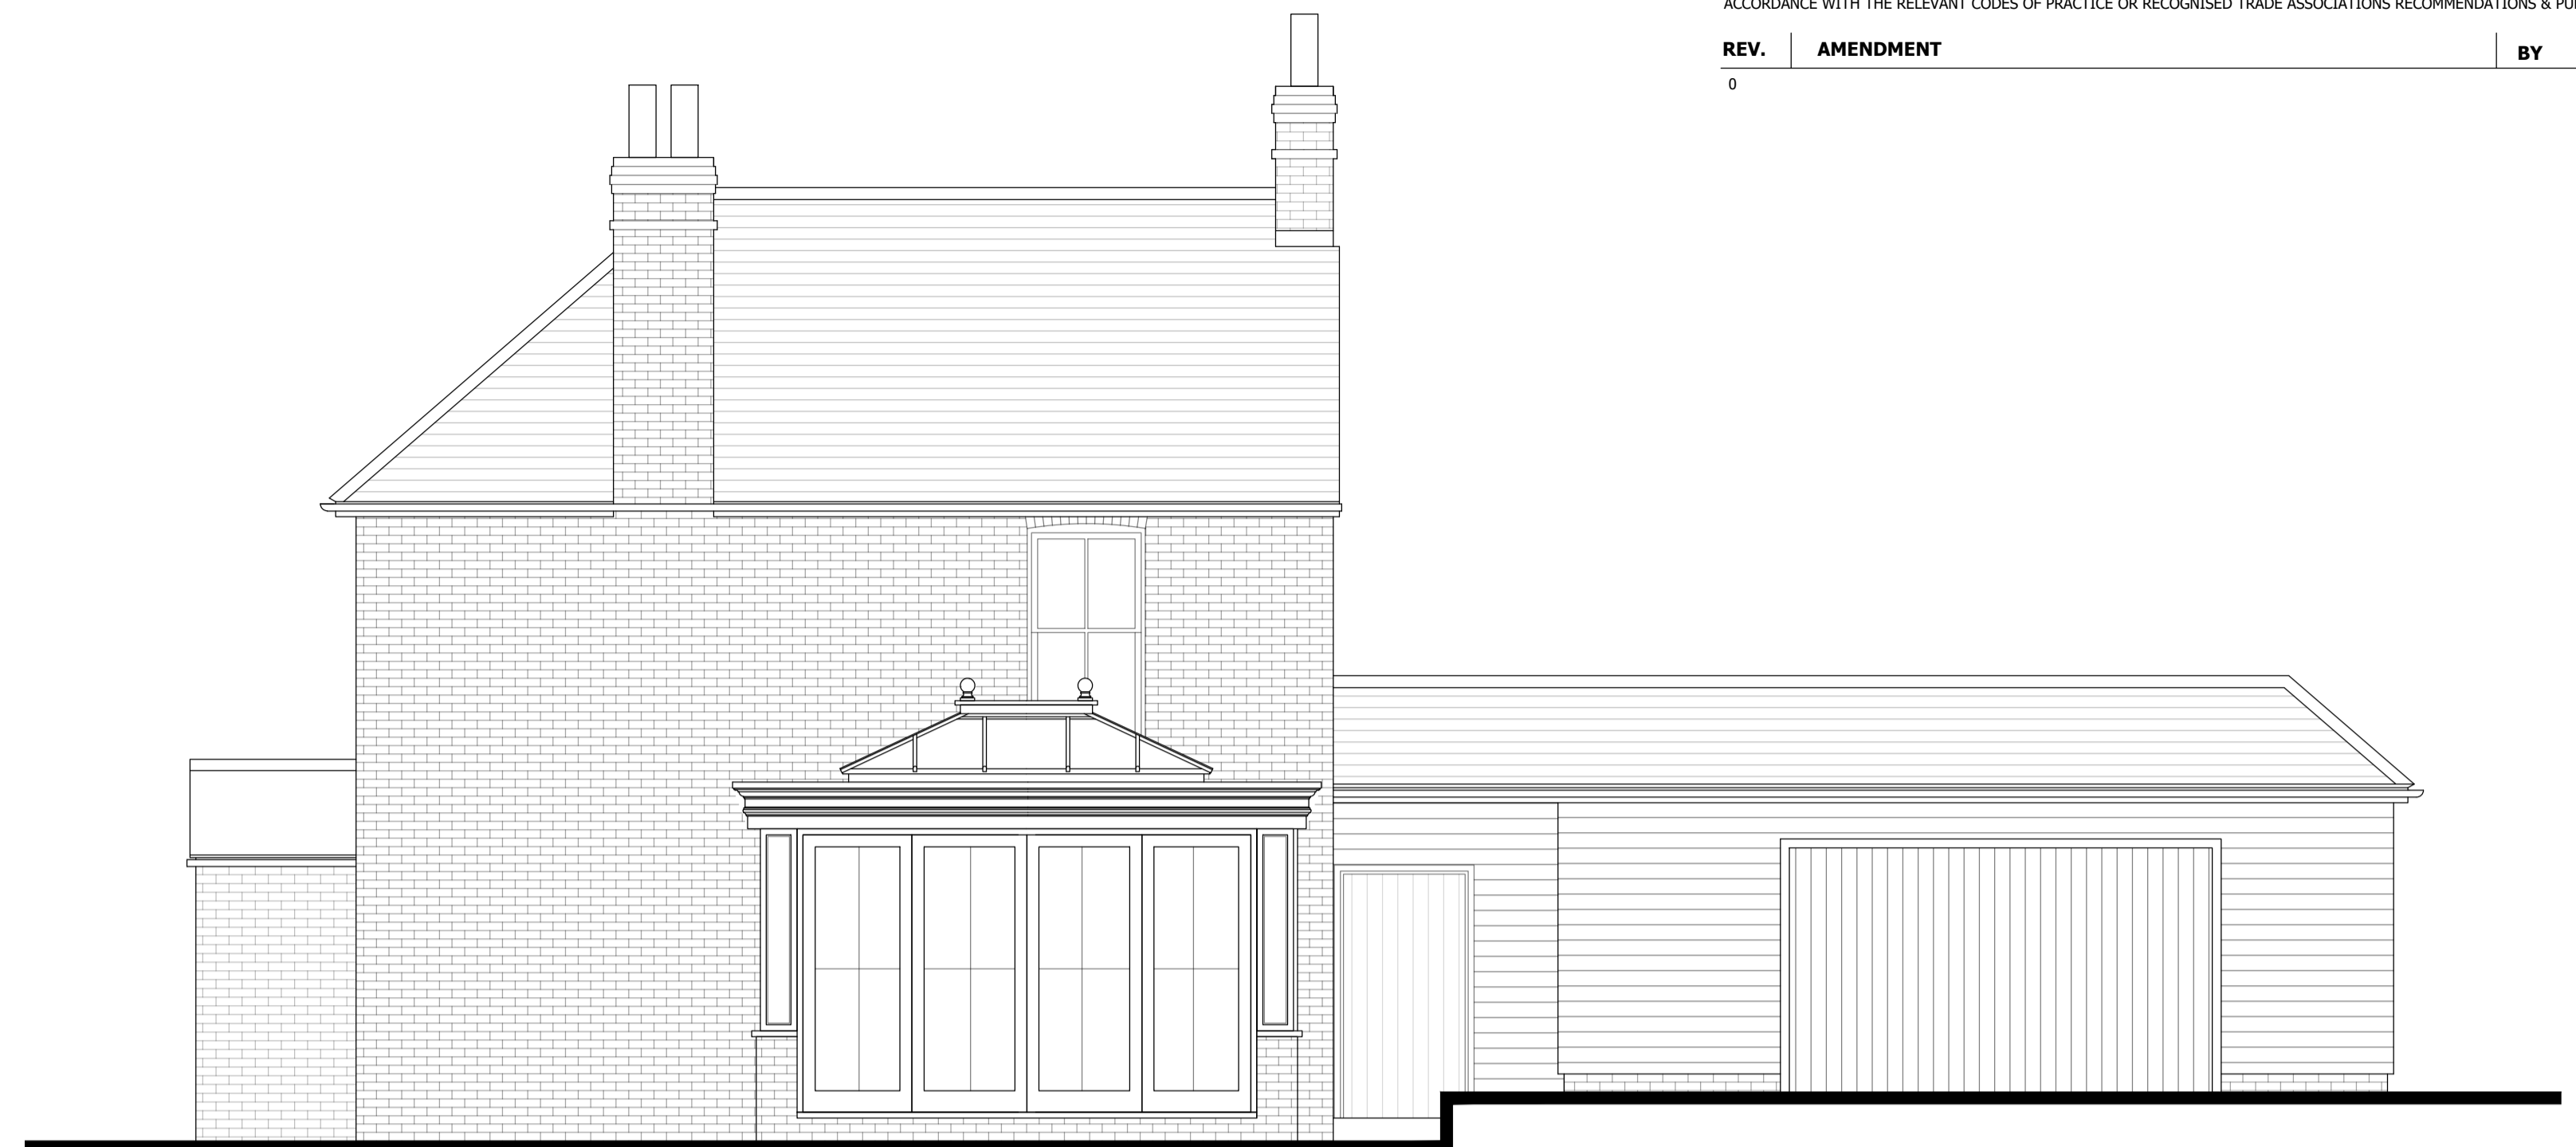 ACCORDANCE WITH THE RELEVANT CODES OF PRACTICE OR RECOGNISED TRADE ASSOCIATIONS RECOMMENDATIONS &
REV. AMENDMENT BY
0